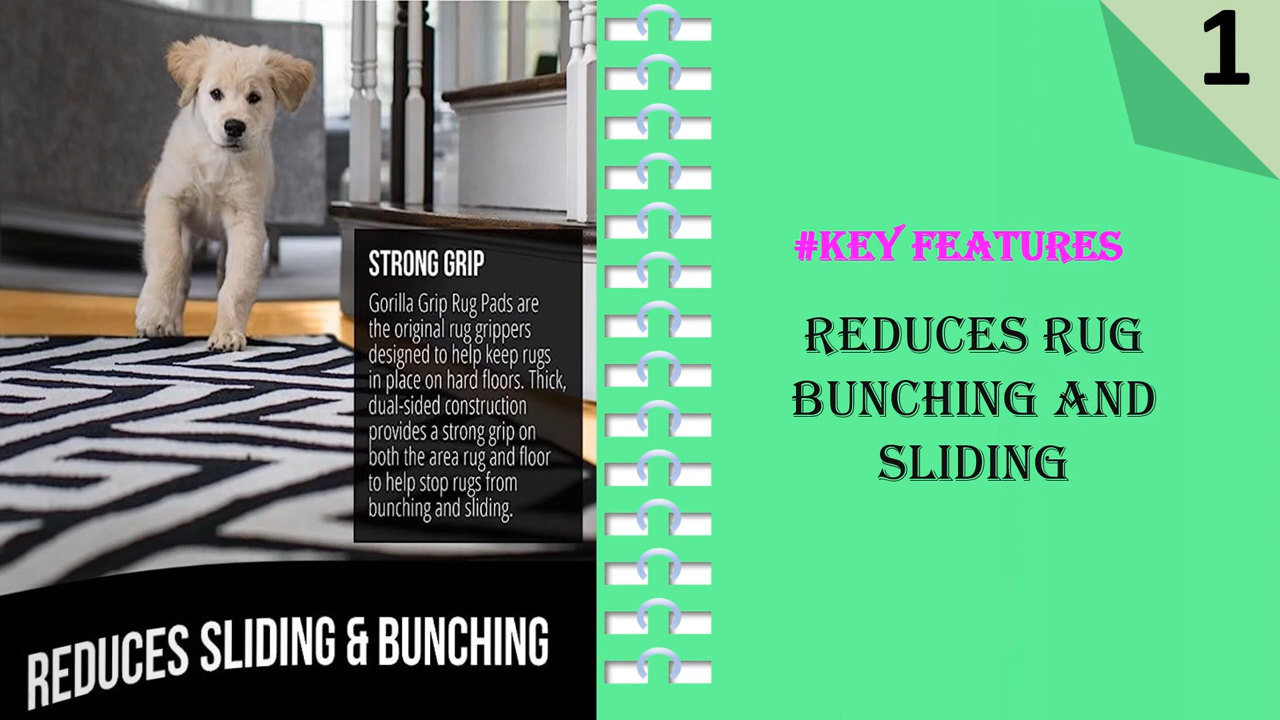 STRONG GRIP
Gorilla Grip Rug Pads are
the original rug grippers
designed to help keep rugs
in place on hard floors. Thick,
dual-sided construction
provides a strong grip on
both the area rug and floor
to help stop rugs from
bunching and sliding.
REDUCES SLIDING & BUNCHING
1
#KEY FEATURES
REDUCES RUG
BUNCHING AND
SLIDING